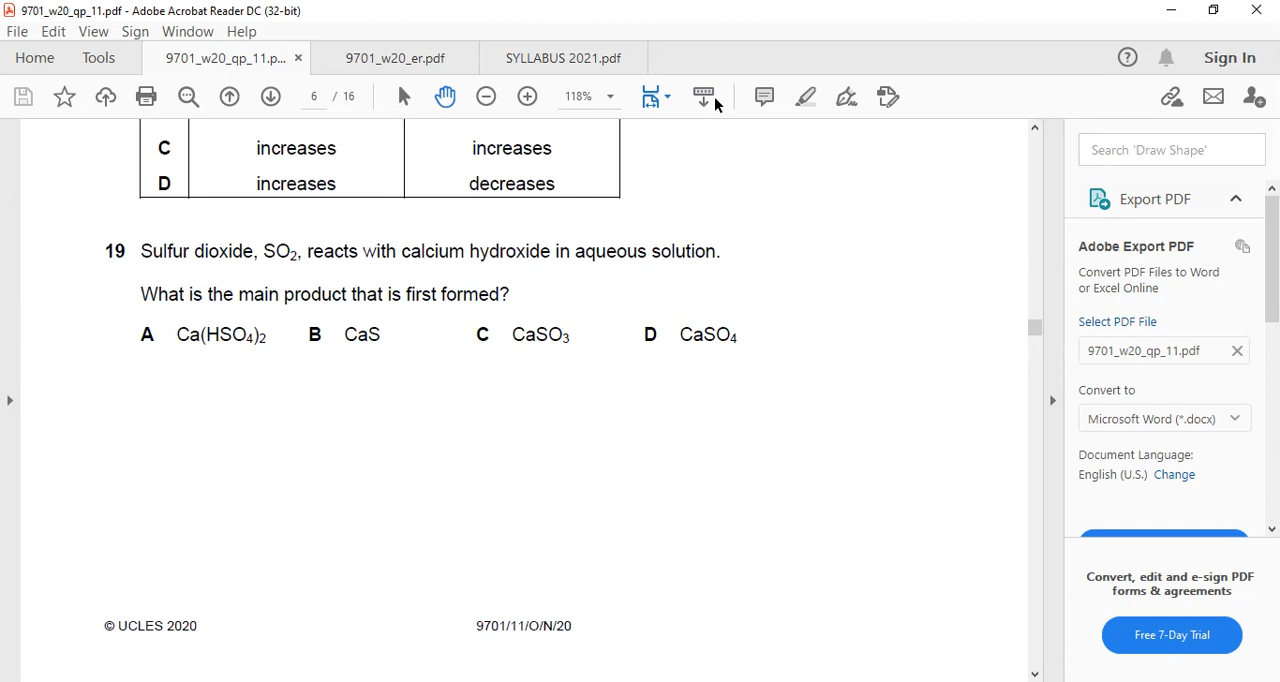 9701_w20_qp_11.pdf - Adobe Acrobat Reader DC (32-bit)
File Edit View Sign Window Help
Home Tools 9701_w20_qp_11.p... × 9701_w20_er.pdf SYLLABUS 2021.pdf Sign In
6 / 16 118%
C increases increases
D increases decreases
19 Sulfur dioxide, SO₂, reacts with calcium hydroxide in aqueous solution.
What is the main product that is first formed?
A Ca(HSO₄)₂ B CaS C CaSO₃ D CaSO₄
© UCLES 2020 9701/11/O/N/20
Search 'Draw Shape'
Export PDF
Adobe Export PDF
Convert PDF Files to Word
or Excel Online
Select PDF File
9701_w20_qp_11.pdf
Convert to
Microsoft Word (*.docx)
Document Language:
English (U.S.) Change
Convert, edit and e-sign PDF
forms & agreements
Free 7-Day Trial